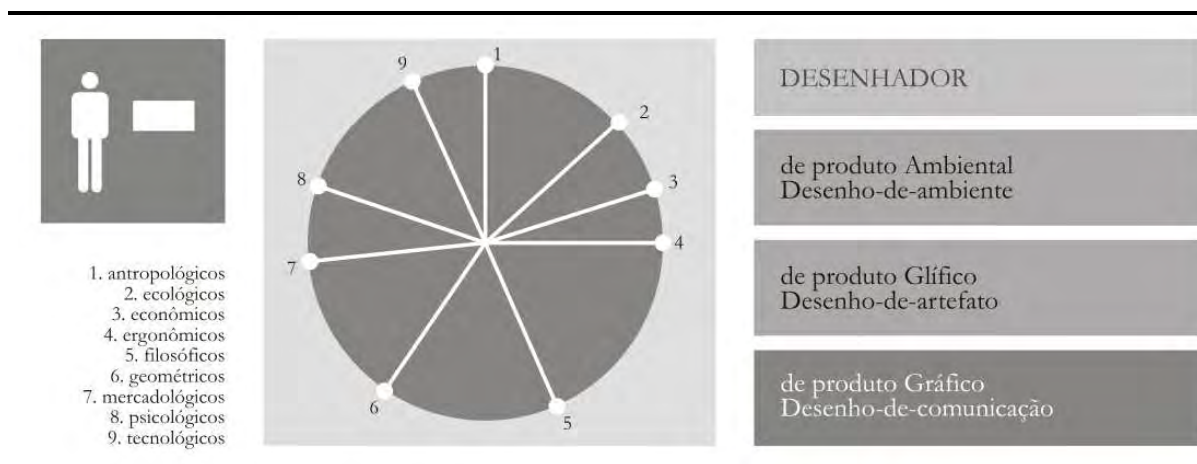 1. antropológicos
2. ecológicos
3. econômicos
4. ergonômicos
5. filosóficos
6. geométricos
7. mercadológicos
8. psicológicos
9. tecnológicos
1
2
3
4
5
6
7
8
9
DESENHADOR
de produto Ambiental
Desenho-de-ambiente
de produto Glífico
Desenho-de-artefato
de produto Gráfico
Desenho-de-comunicação